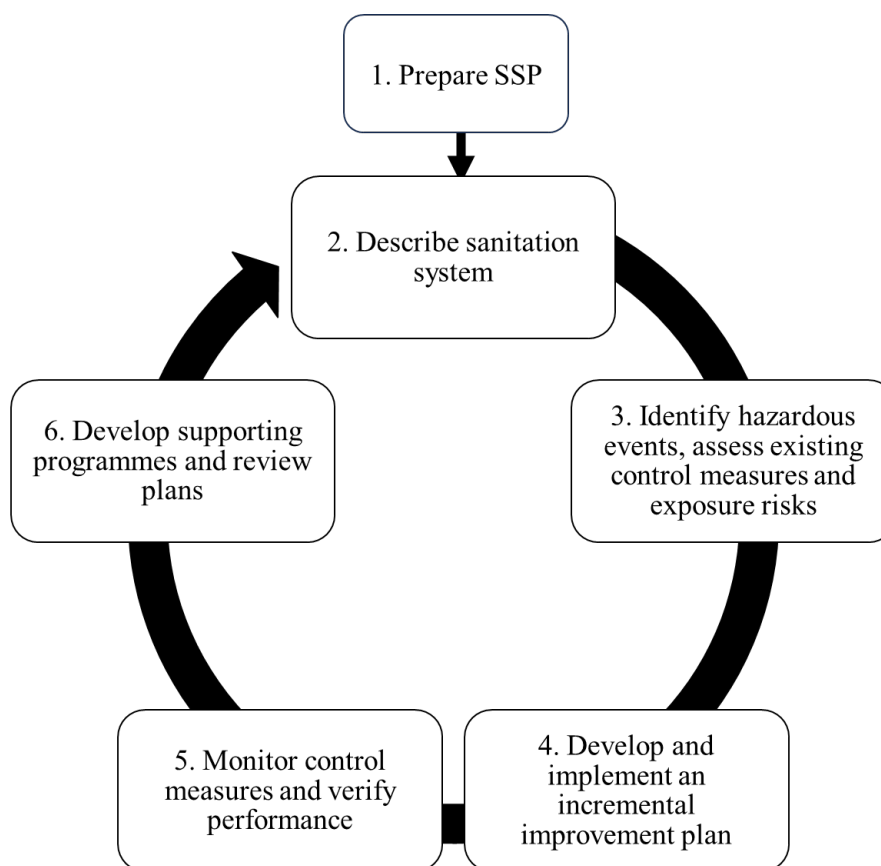 1. Prepare SSP
2. Describe sanitation
system
3. Identify hazardous
events, assess existing
control measures and
exposure risks
4. Develop and
implement an
incremental
improvement plan
5. Monitor control
measures and verify
performance
6. Develop supporting
programmes and review
plans